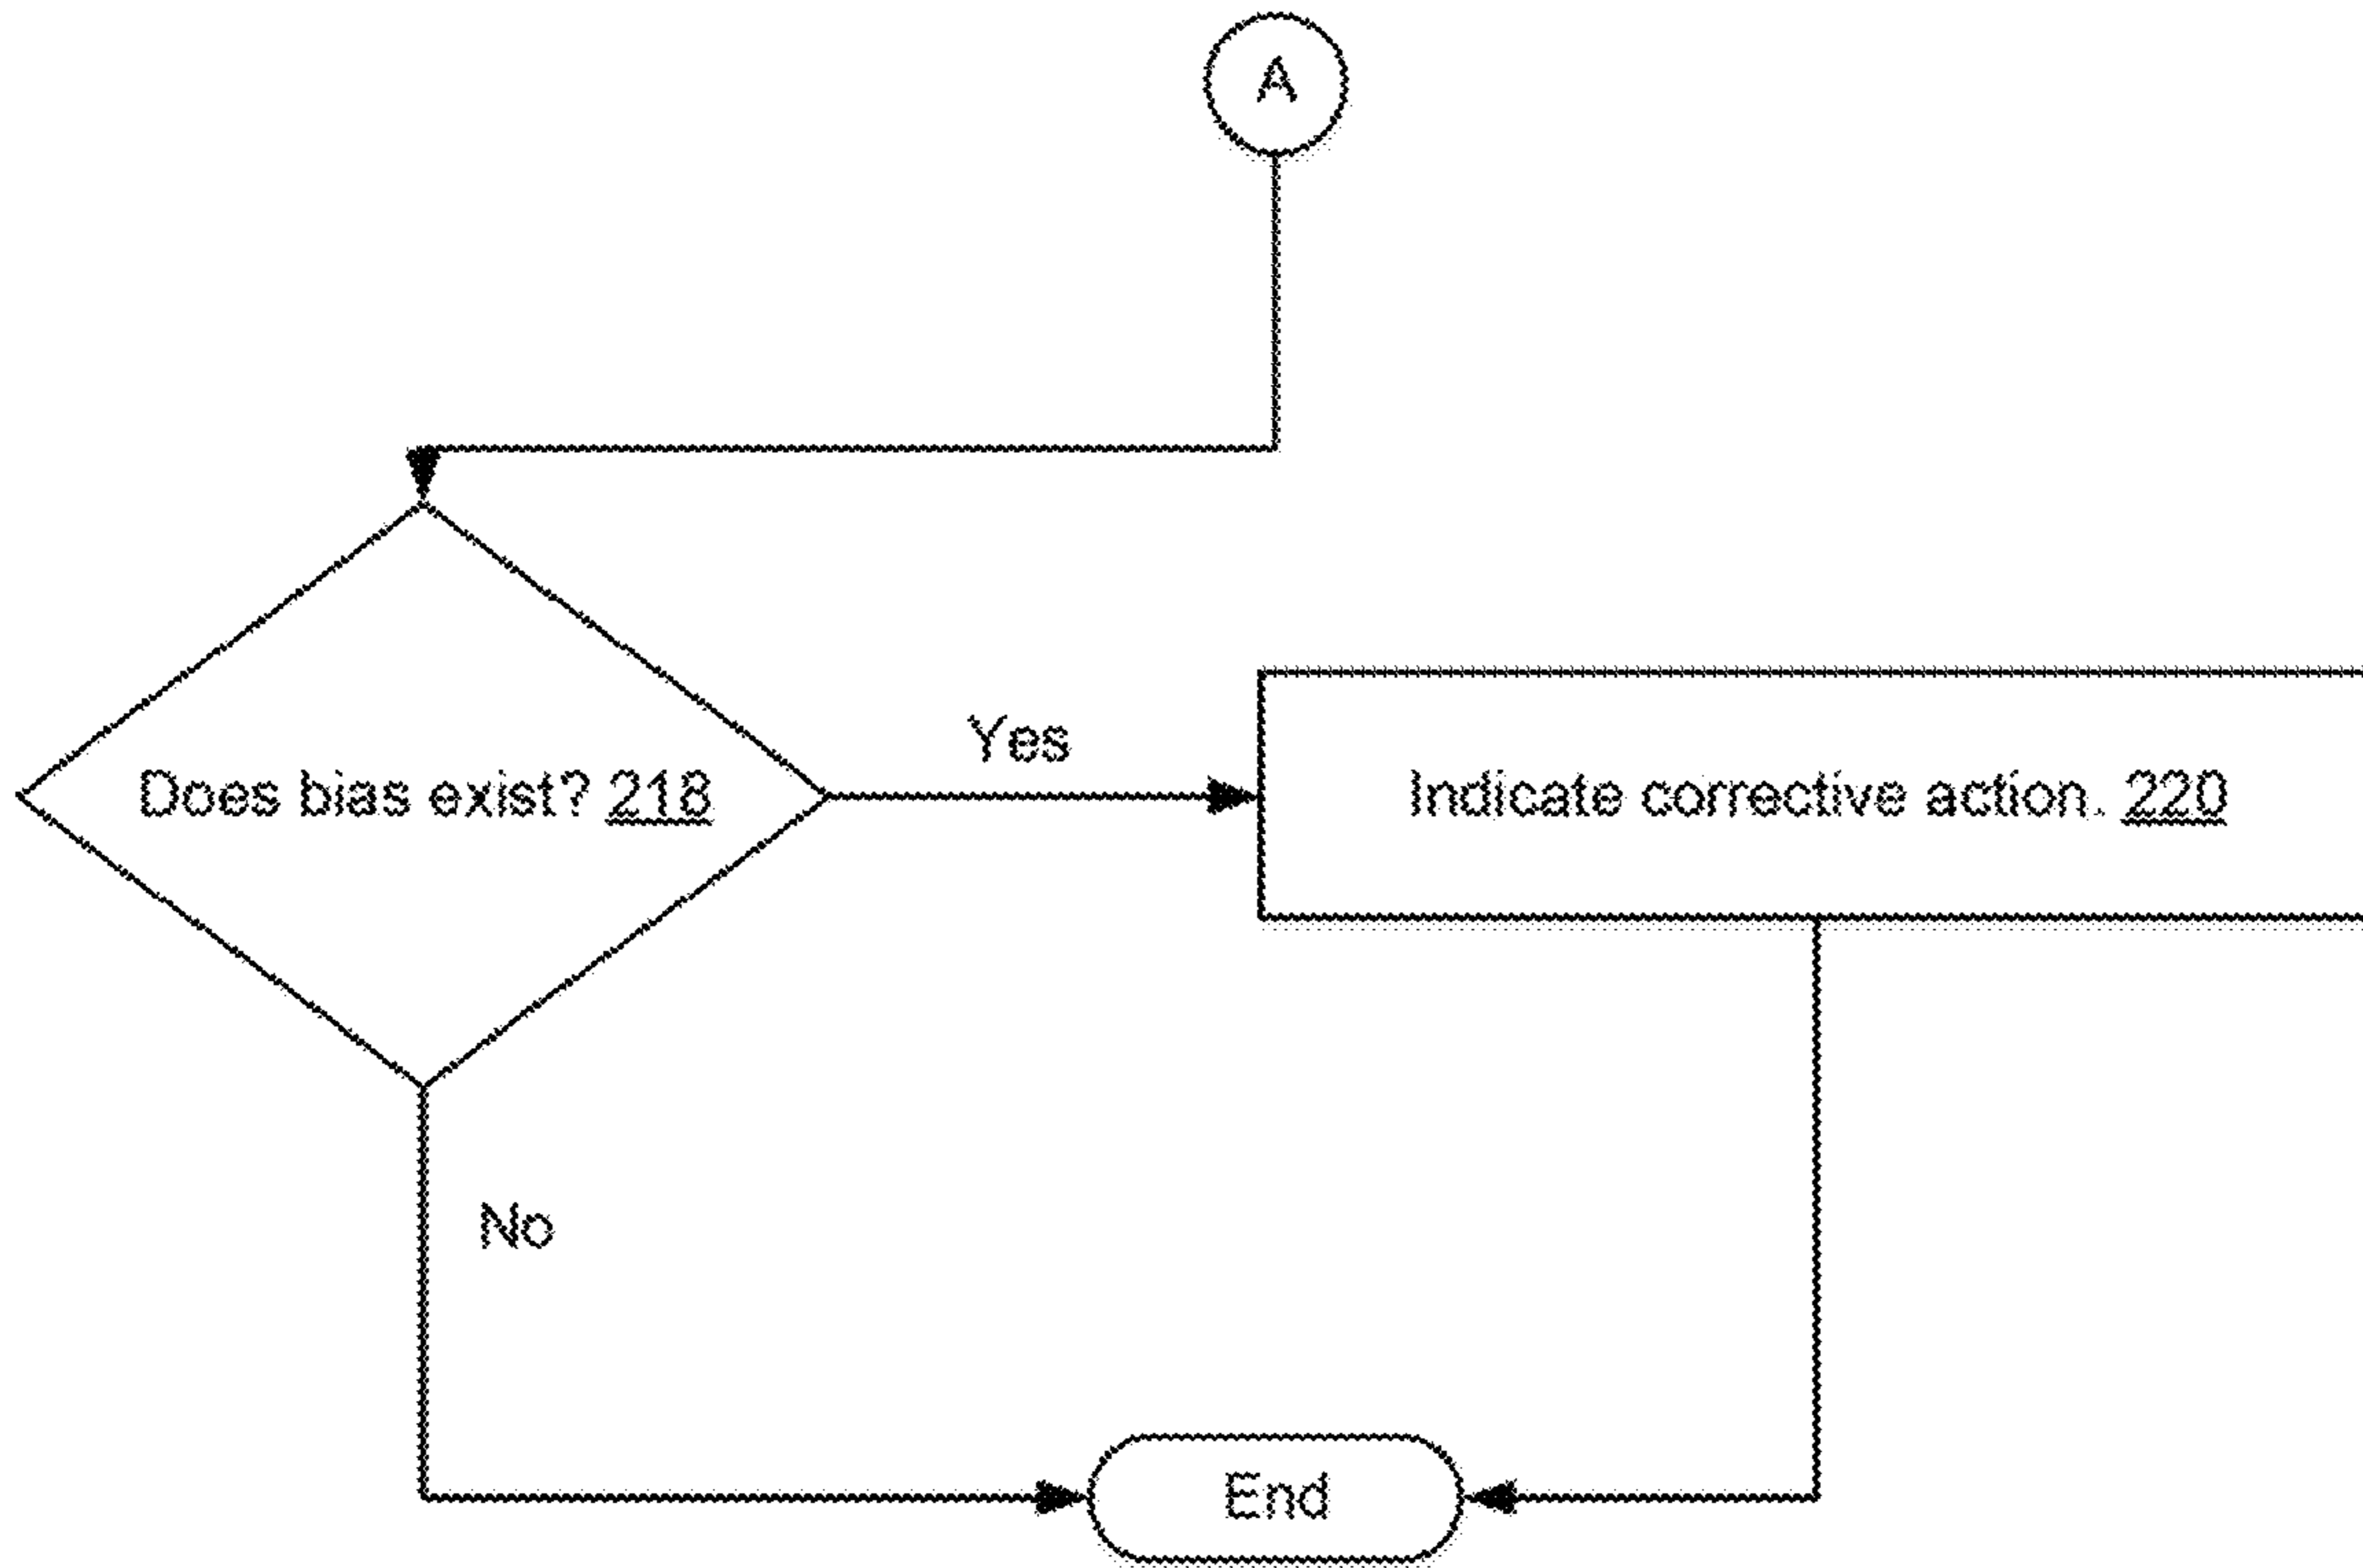 A
Does bias exist? 218
Yes
Indicate corrective action. 220
No
End